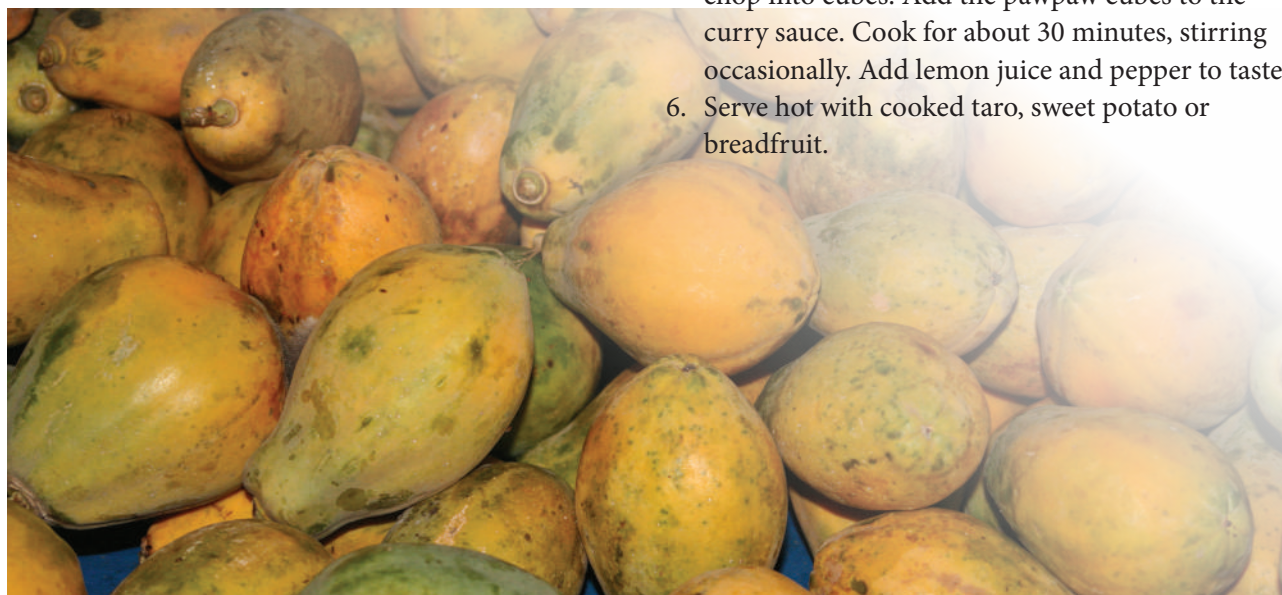 chop into cubes. Add the pawpaw cubes to the
curry sauce. Cook for about 30 minutes, stirring
occasionally. Add lemon juice and pepper to taste
6. Serve hot with cooked taro, sweet potato or
breadfruit.